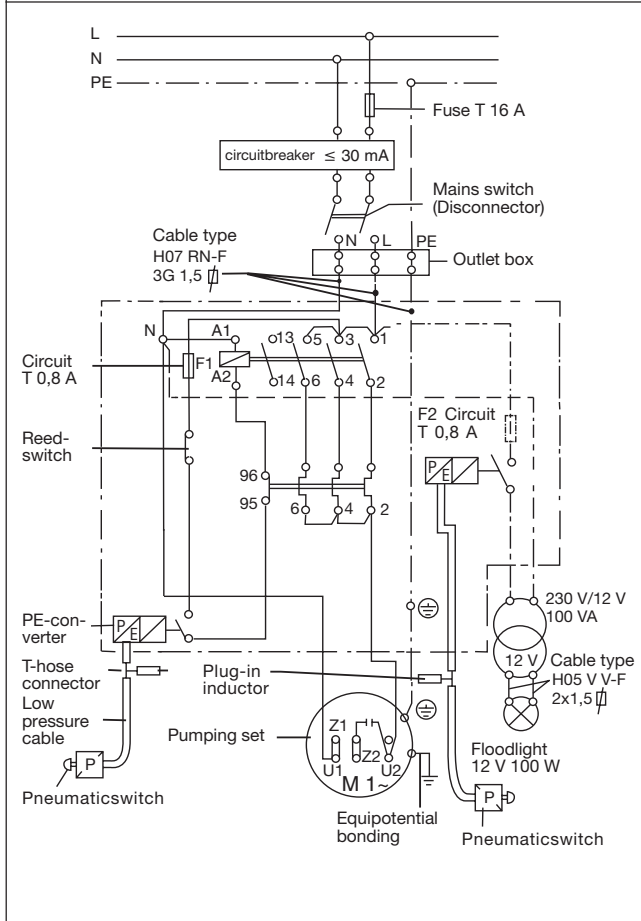 L
N
PE
Fuse T 16 A
circuitbreaker ≤ 30 mA
Mains switch
(Disconnector)
Cable type
H07 RN-F
3G 1,5
N
L
PE
Outlet box
N
A1
13
5
3
1
Circuit
T 0,8 A
F1
A2
14
6
4
2
F2 Circuit
T 0,8 A
Reed-
switch
96
95
6
4
2
P
E
PE-con-
verter
P
E
230 V/12 V
100 VA
12 V
Cable type
H05 V V-F
2x1,5
T-hose
connector
Low
pressure
cable
Plug-in
inductor
Pumping set
Z1
Z2
U1
U2
M 1~
Floodlight
12 V 100 W
P
Pneumaticswitch
Equipotential
bonding
P
Pneumaticswitch